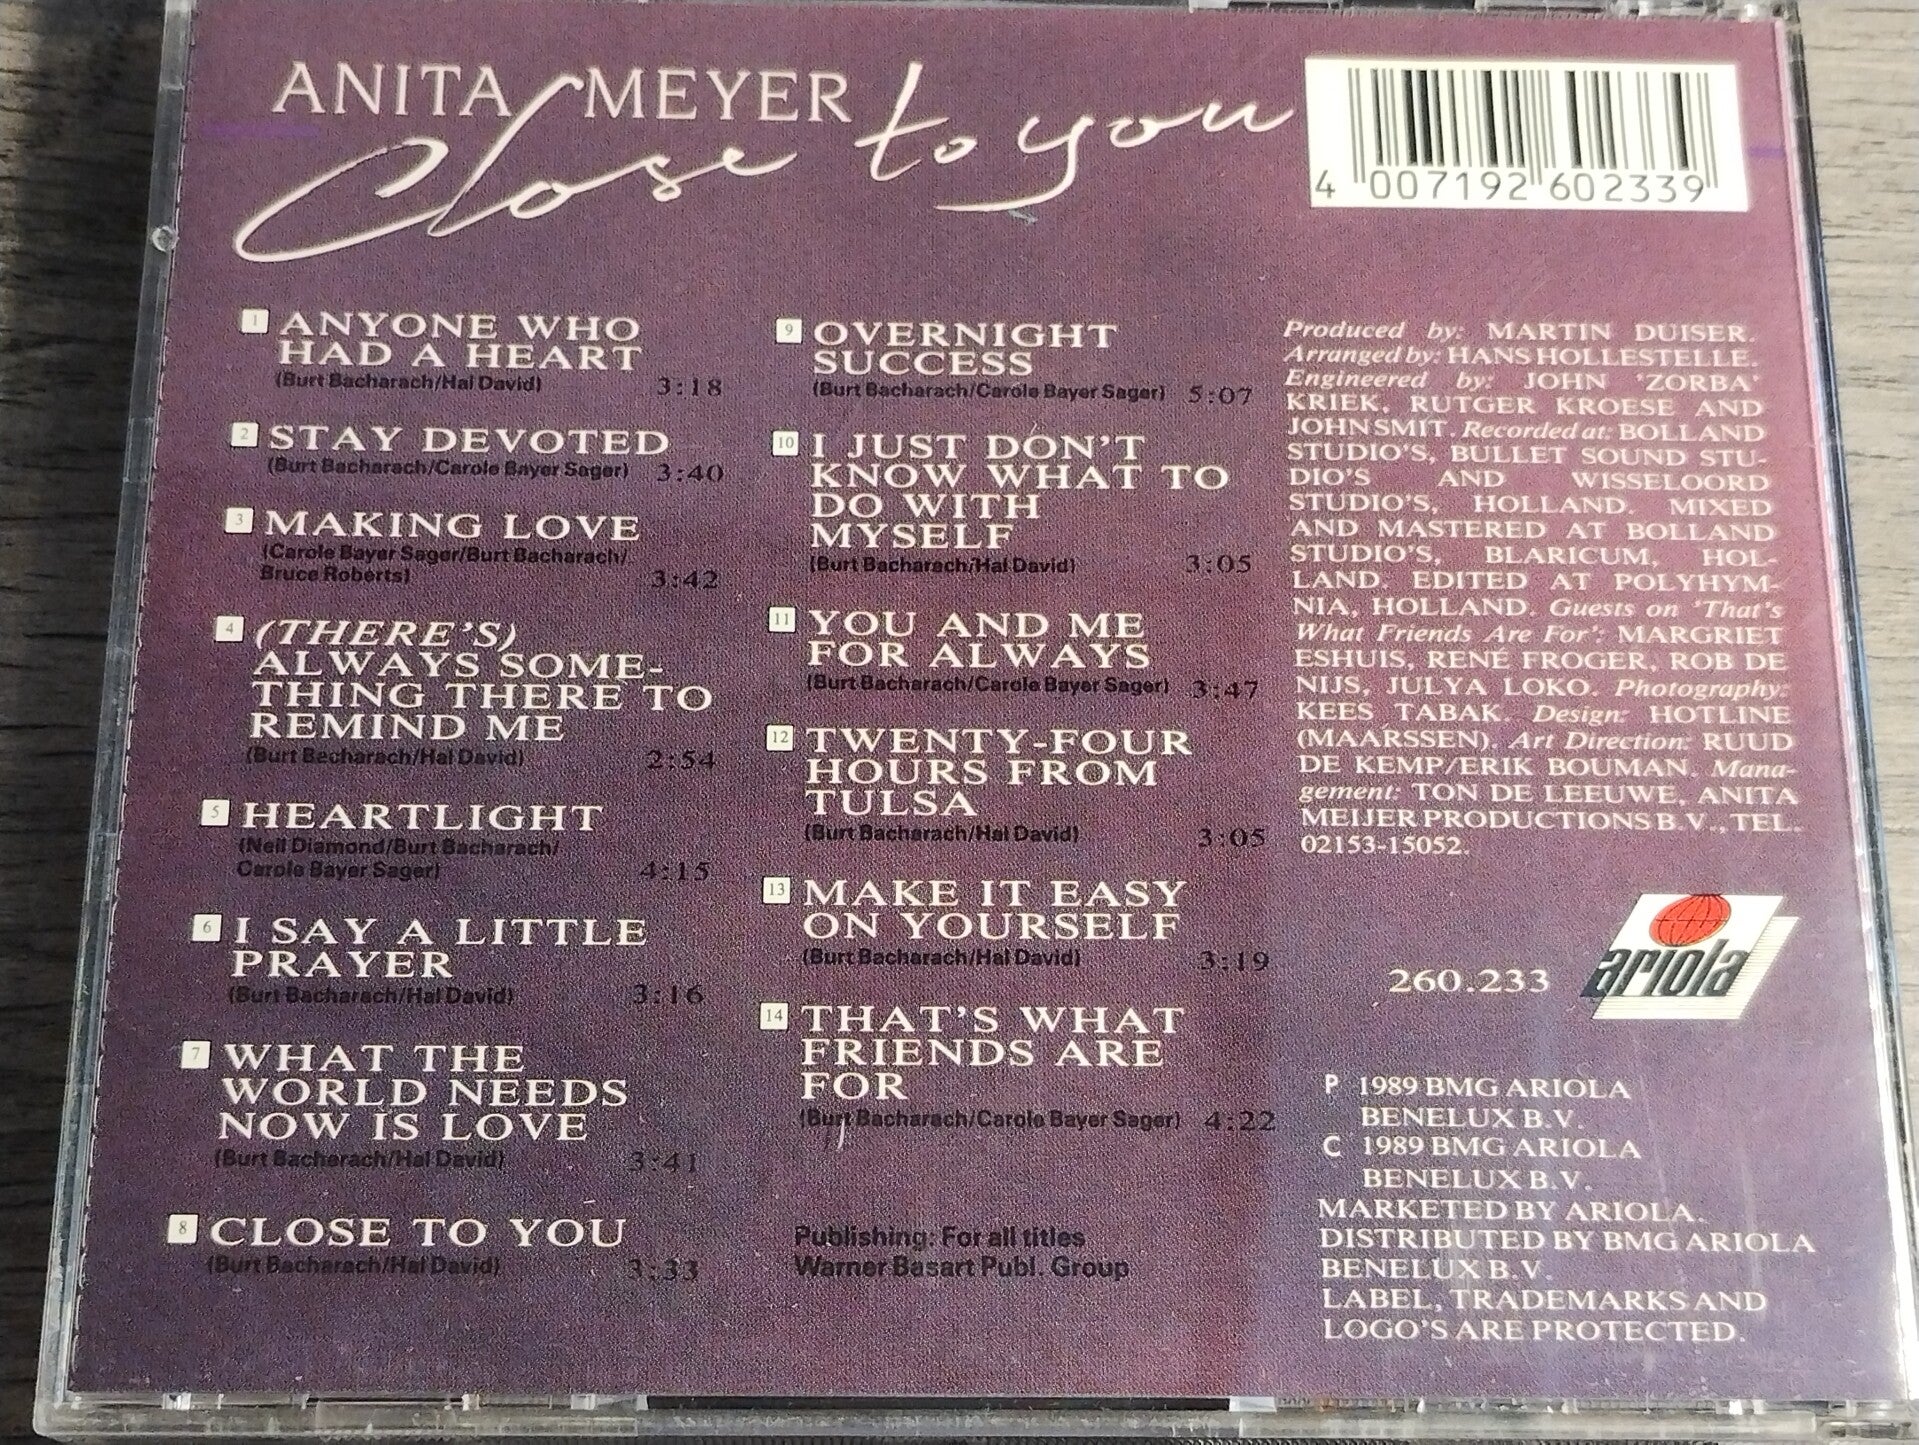 ANITA MEYER
Close to you
4 007192 602339
1 ANYONE WHO
HAD A HEART
(Burt Bacharach/Hal David) 3:18
2 STAY DEVOTED
(Burt Bacharach/Carole Bayer Sager) 3:40
3 MAKING LOVE
(Carole Bayer Sager/Burt Bacharach/
Bruce Roberts) 3:42
4 (THERE'S)
ALWAYS SOME-
THING THERE TO
REMIND ME
(Burt Bacharach/Hal David) 2:54
5 HEARTLIGHT
(Neil Diamond/Burt Bacharach/
Carole Bayer Sager) 4:15
6 I SAY A LITTLE
PRAYER
(Burt Bacharach/Hal David) 3:16
7 WHAT THE
WORLD NEEDS
NOW IS LOVE
(Burt Bacharach/Hal David) 3:41
8 CLOSE TO YOU
(Burt Bacharach/Hal David) 3:33
9 OVERNIGHT
SUCCESS
(Burt Bacharach/Carole Bayer Sager) 5:07
10 I JUST DON'T
KNOW WHAT TO
DO WITH
MYSELF
(Burt Bacharach/Hal David) 3:05
11 YOU AND ME
FOR ALWAYS
(Burt Bacharach/Carole Bayer Sager) 3:47
12 TWENTY-FOUR
HOURS FROM
TULSA
(Burt Bacharach/Hal David) 3:05
13 MAKE IT EASY
ON YOURSELF
(Burt Bacharach/Hal David) 3:19
14 THAT'S WHAT
FRIENDS ARE
FOR
(Burt Bacharach/Carole Bayer Sager) 4:22
Publishing: For all titles
Warner Basart Publ. Group
Produced by: MARTIN DUISER.
Arranged by: HANS HOLLESTELLE.
Engineered by: JOHN 'ZORBA'
KRIEK, RUTGER KROESE AND
JOHN SMIT. Recorded at: BOLLAND
STUDIO'S, BULLET SOUND STU-
DIO'S AND WISSELOORD
STUDIO'S, HOLLAND. MIXED
AND MASTERED AT BOLLAND
STUDIO'S, BLARICUM, HOL-
LAND. EDITED AT POLYHYM-
NIA, HOLLAND. Guests on 'That's
What Friends Are For': MARGRIET
ESHUIS, RENÉ FROGER, ROB DE
NIJS, JULYA LOKO. Photography:
KEES TABAK. Design: HOTLINE
(MAARSSEN). Art Direction: RUUD
DE KEMP/ERIK BOUMAN. Mana-
gement: TON DE LEEUWE, ANITA
MEIJER PRODUCTIONS B.V., TEL.
02153-15052.
260.233 ariola
P 1989 BMG ARIOLA
BENELUX B.V.
C 1989 BMG ARIOLA
BENELUX B.V.
MARKETED BY ARIOLA.
DISTRIBUTED BY BMG ARIOLA
BENELUX B.V.
LABEL, TRADEMARKS AND
LOGO'S ARE PROTECTED.